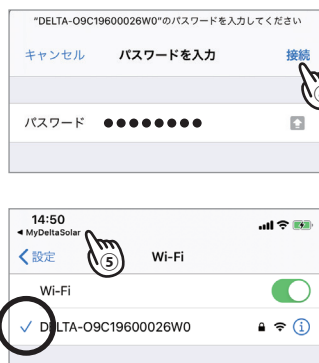 "DELTA-O9C19600026W0"のパスワードを入力してください
キャンセル パスワードを入力 接続
パスワード ●●●●●●●●
14:50
◀ MyDeltaSolar
設定 ⑤ Wi-Fi
Wi-Fi
✓ DELTA-O9C19600026W0